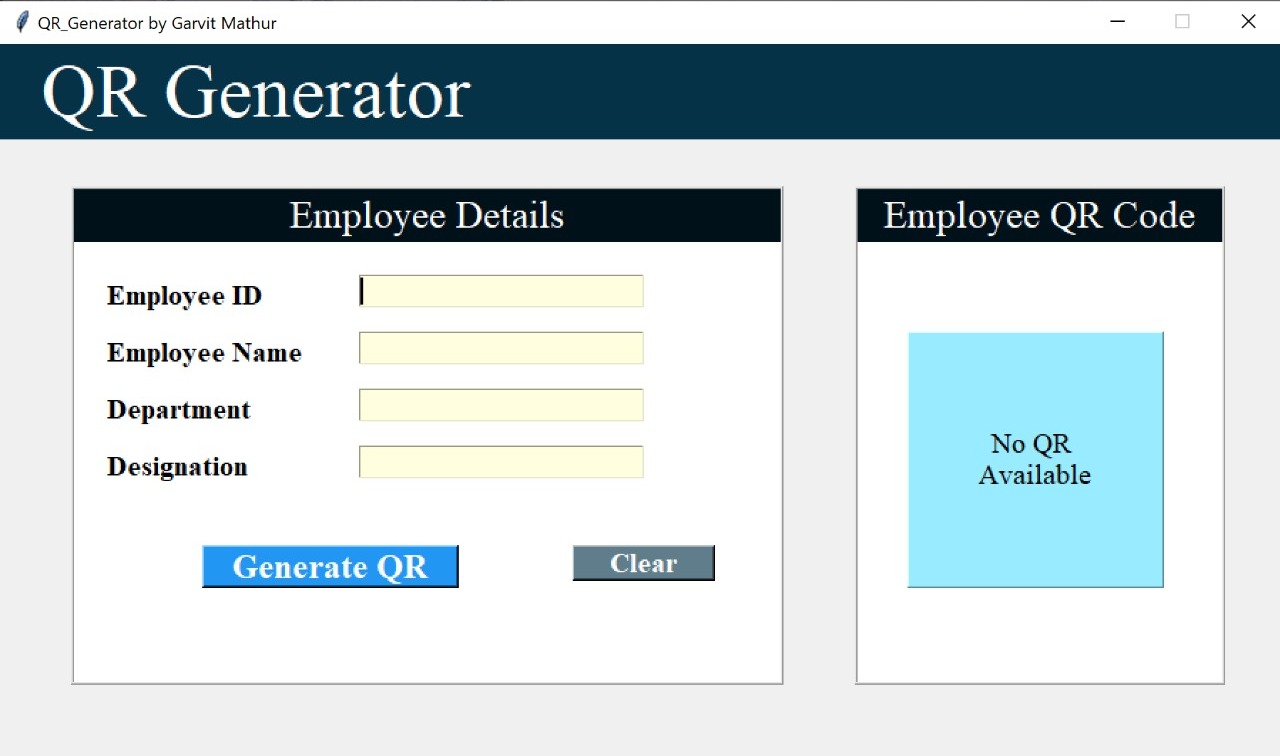 QR_Generator by Garvit Mathur
QR Generator
Employee Details
Employee ID
Employee Name
Department
Designation
Generate QR
Clear
Employee QR Code
No QR
Available